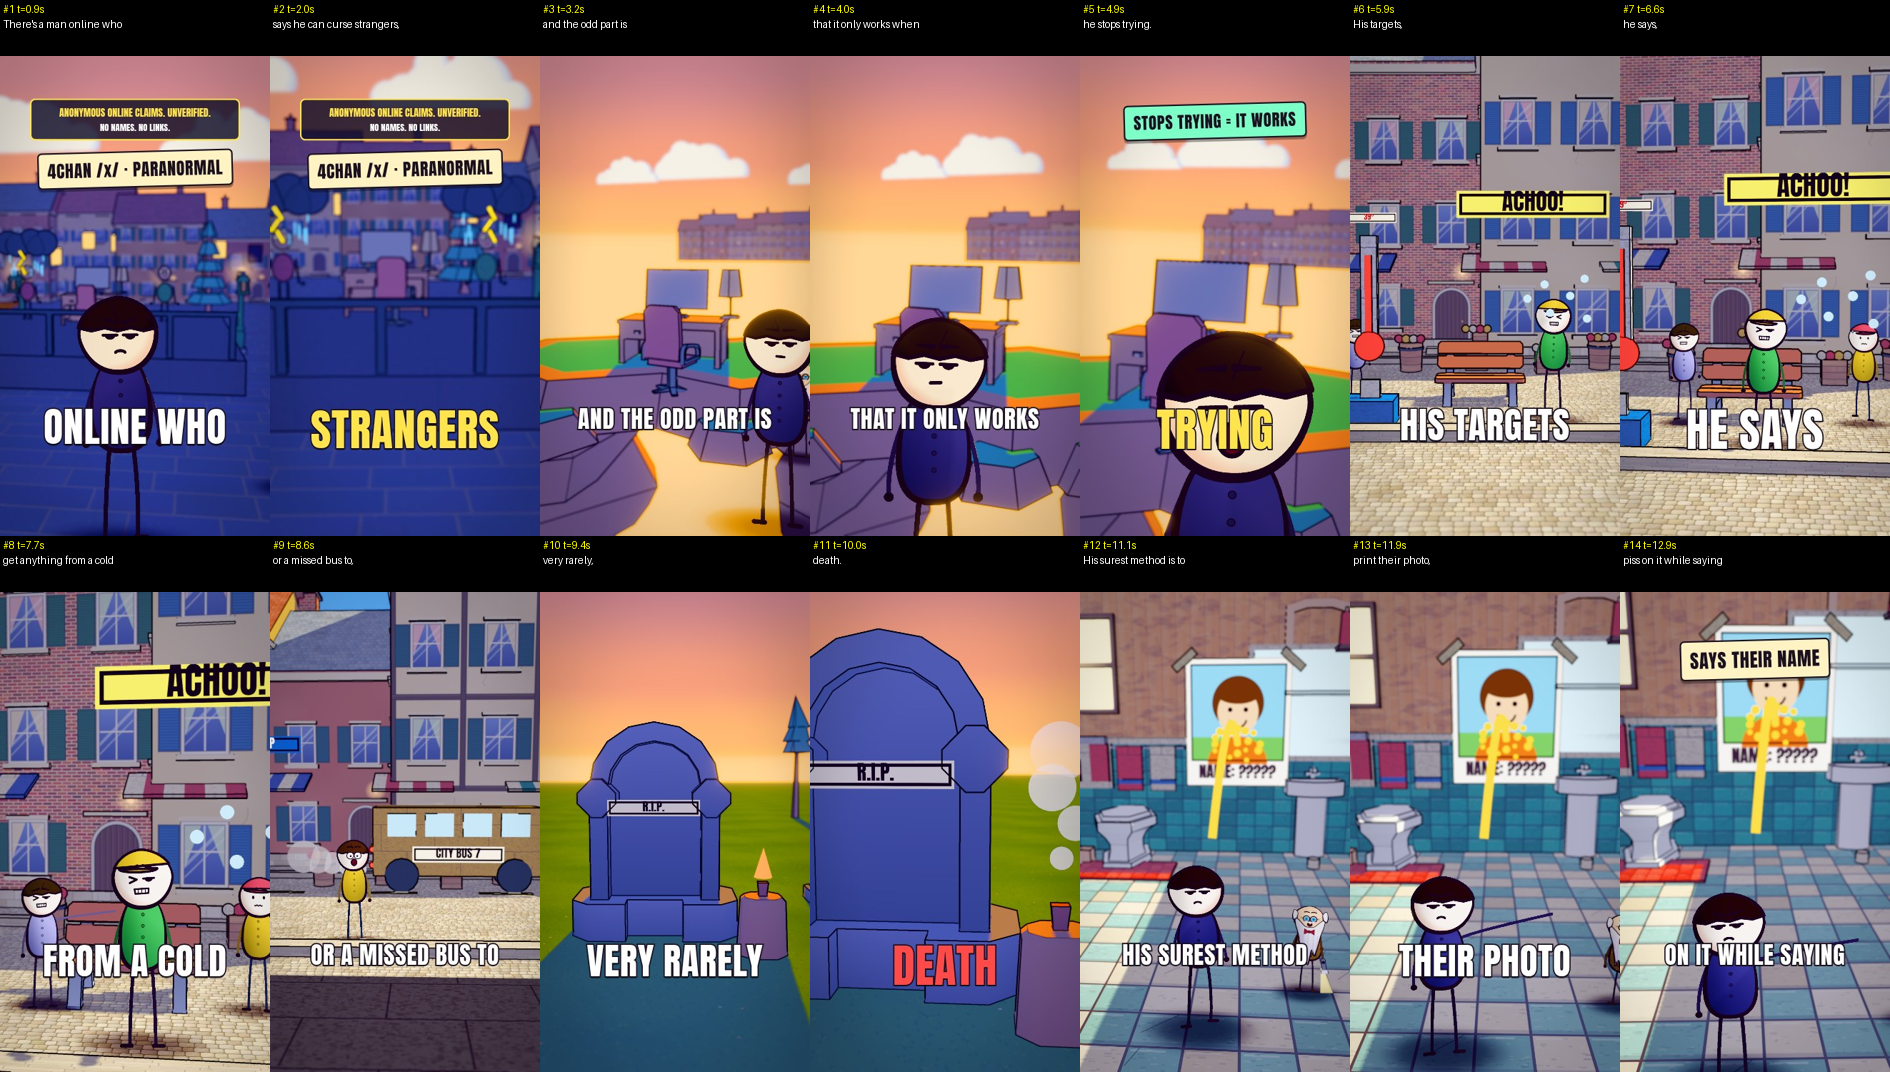 #1 t=0.9s
There's a man online who
#2 t=2.0s
says he can curse strangers,
#3 t=3.2s
and the odd part is
#4 t=4.0s
that it only works when
#5 t=4.9s
he stops trying.
#6 t=5.9s
His targets,
#7 t=6.6s
he says,
ANONYMOUS ONLINE CLAIMS. UNVERIFIED.
NO NAMES. NO LINKS.
4CHAN /X/ · PARANORMAL
ONLINE WHO
ANONYMOUS ONLINE CLAIMS. UNVERIFIED.
NO NAMES. NO LINKS.
4CHAN /X/ · PARANORMAL
STRANGERS
AND THE ODD PART IS
THAT IT ONLY WORKS
STOPS TRYING = IT WORKS
TRYING
ACHOO!
39°
HIS TARGETS
ACHOO!
HE SAYS
#8 t=7.7s
get anything from a cold
#9 t=8.6s
or a missed bus to,
#10 t=9.4s
very rarely,
#11 t=10.0s
death.
#12 t=11.1s
His surest method is to
#13 t=11.9s
print their photo,
#14 t=12.9s
piss on it while saying
ACHOO!
FROM A COLD
P
CITY BUS 7
OR A MISSED BUS TO
R.I.P.
VERY RARELY
R.I.P.
DEATH
NAME: ?????
HIS SUREST METHOD
NAME: ?????
THEIR PHOTO
SAYS THEIR NAME
NAME: ?????
ON IT WHILE SAYING